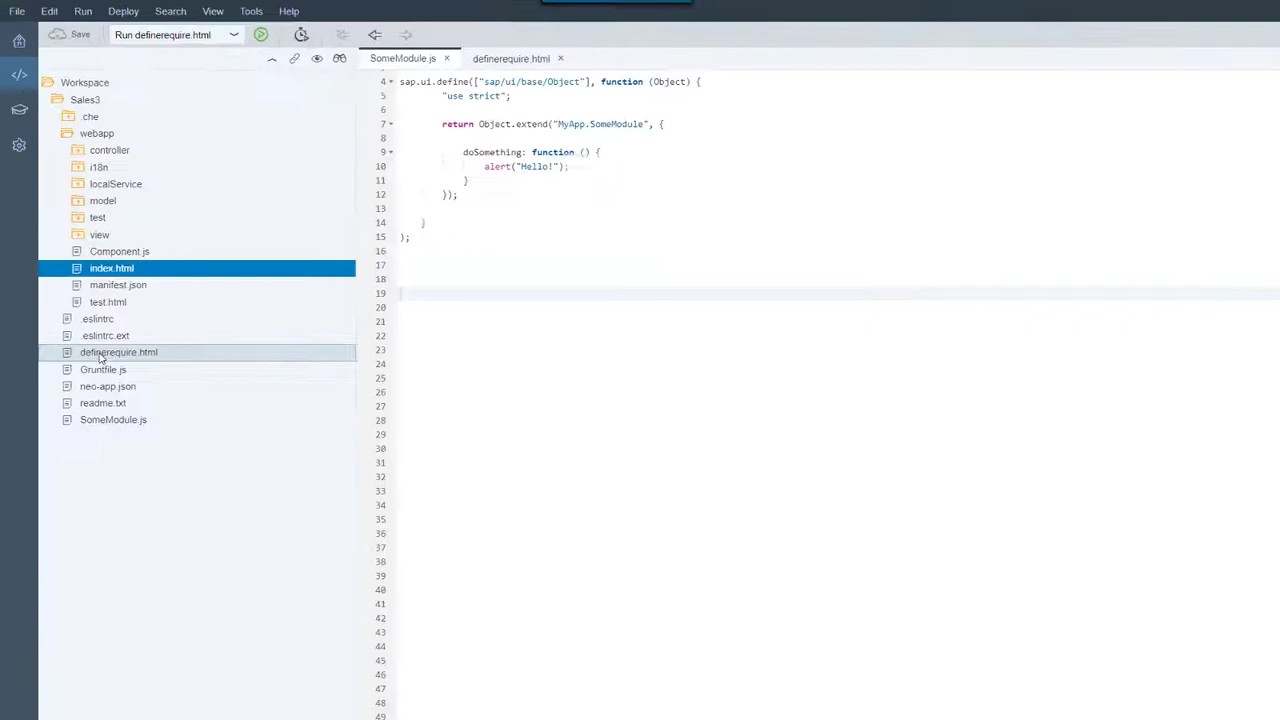 File Edit Run Deploy Search View Tools Help
Save Run definerequire.html
SomeModule.js × definerequire.html ×
Workspace
Sales3
.che
webapp
controller
i18n
localService
model
test
view
Component.js
index.html
manifest.json
test.html
.eslintrc
.eslintrc.ext
definerequire.html
Gruntfile.js
neo-app.json
readme.txt
SomeModule.js
4 sap.ui.define(["sap/ui/base/Object"], function (Object) {
5 "use strict";
6
7 return Object.extend("MyApp.SomeModule", {
8
9 doSomething: function () {
10 alert("Hello!");
11 }
12 });
13
14 }
15 );
16
17
18
19
20
21
22
23
24
25
26
27
28
29
30
31
32
33
34
35
36
37
38
39
40
41
42
43
44
45
46
47
48
49